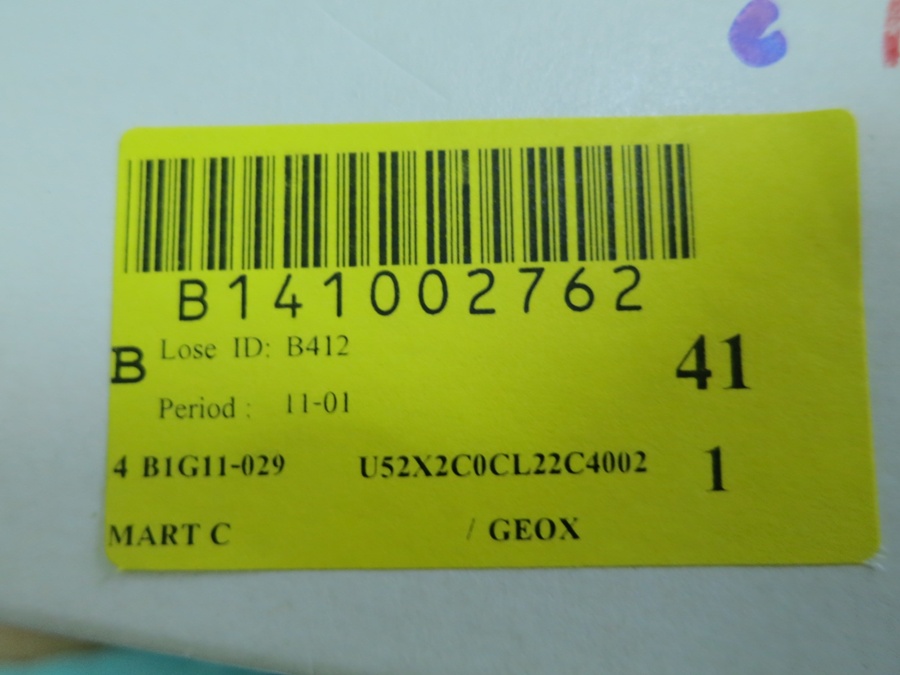 B141002762
B Lose ID: B412
41
Period : 11-01
4 B1G11-029 U52X2C0CL22C4002 1
MART C / GEOX